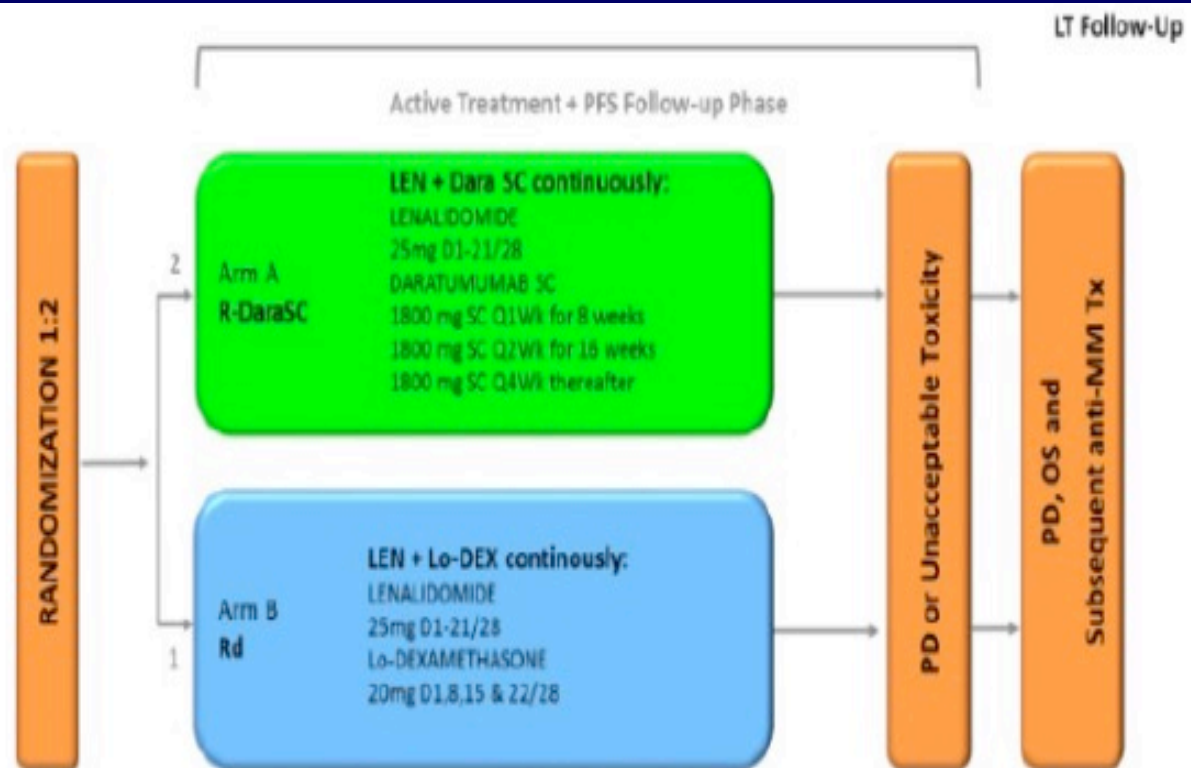 LT Follow-Up
Active Treatment + PFS Follow-up Phase
RANDOMIZATION 1:2
2
Arm A
R-DaraSC
LEN + Dara SC continuously:
LENALIDOMIDE
25mg D1-21/28
DARATUMUMAB SC
1800 mg SC Q1Wk for 8 weeks
1800 mg SC Q2Wk for 16 weeks
1800 mg SC Q4Wk thereafter
1
Arm B
Rd
LEN + Lo-DEX continously:
LENALIDOMIDE
25mg D1-21/28
Lo-DEXAMETHASONE
20mg D1,8,15 & 22/28
PD or Unacceptable Toxicity
PD, OS and
Subsequent anti-MM Tx